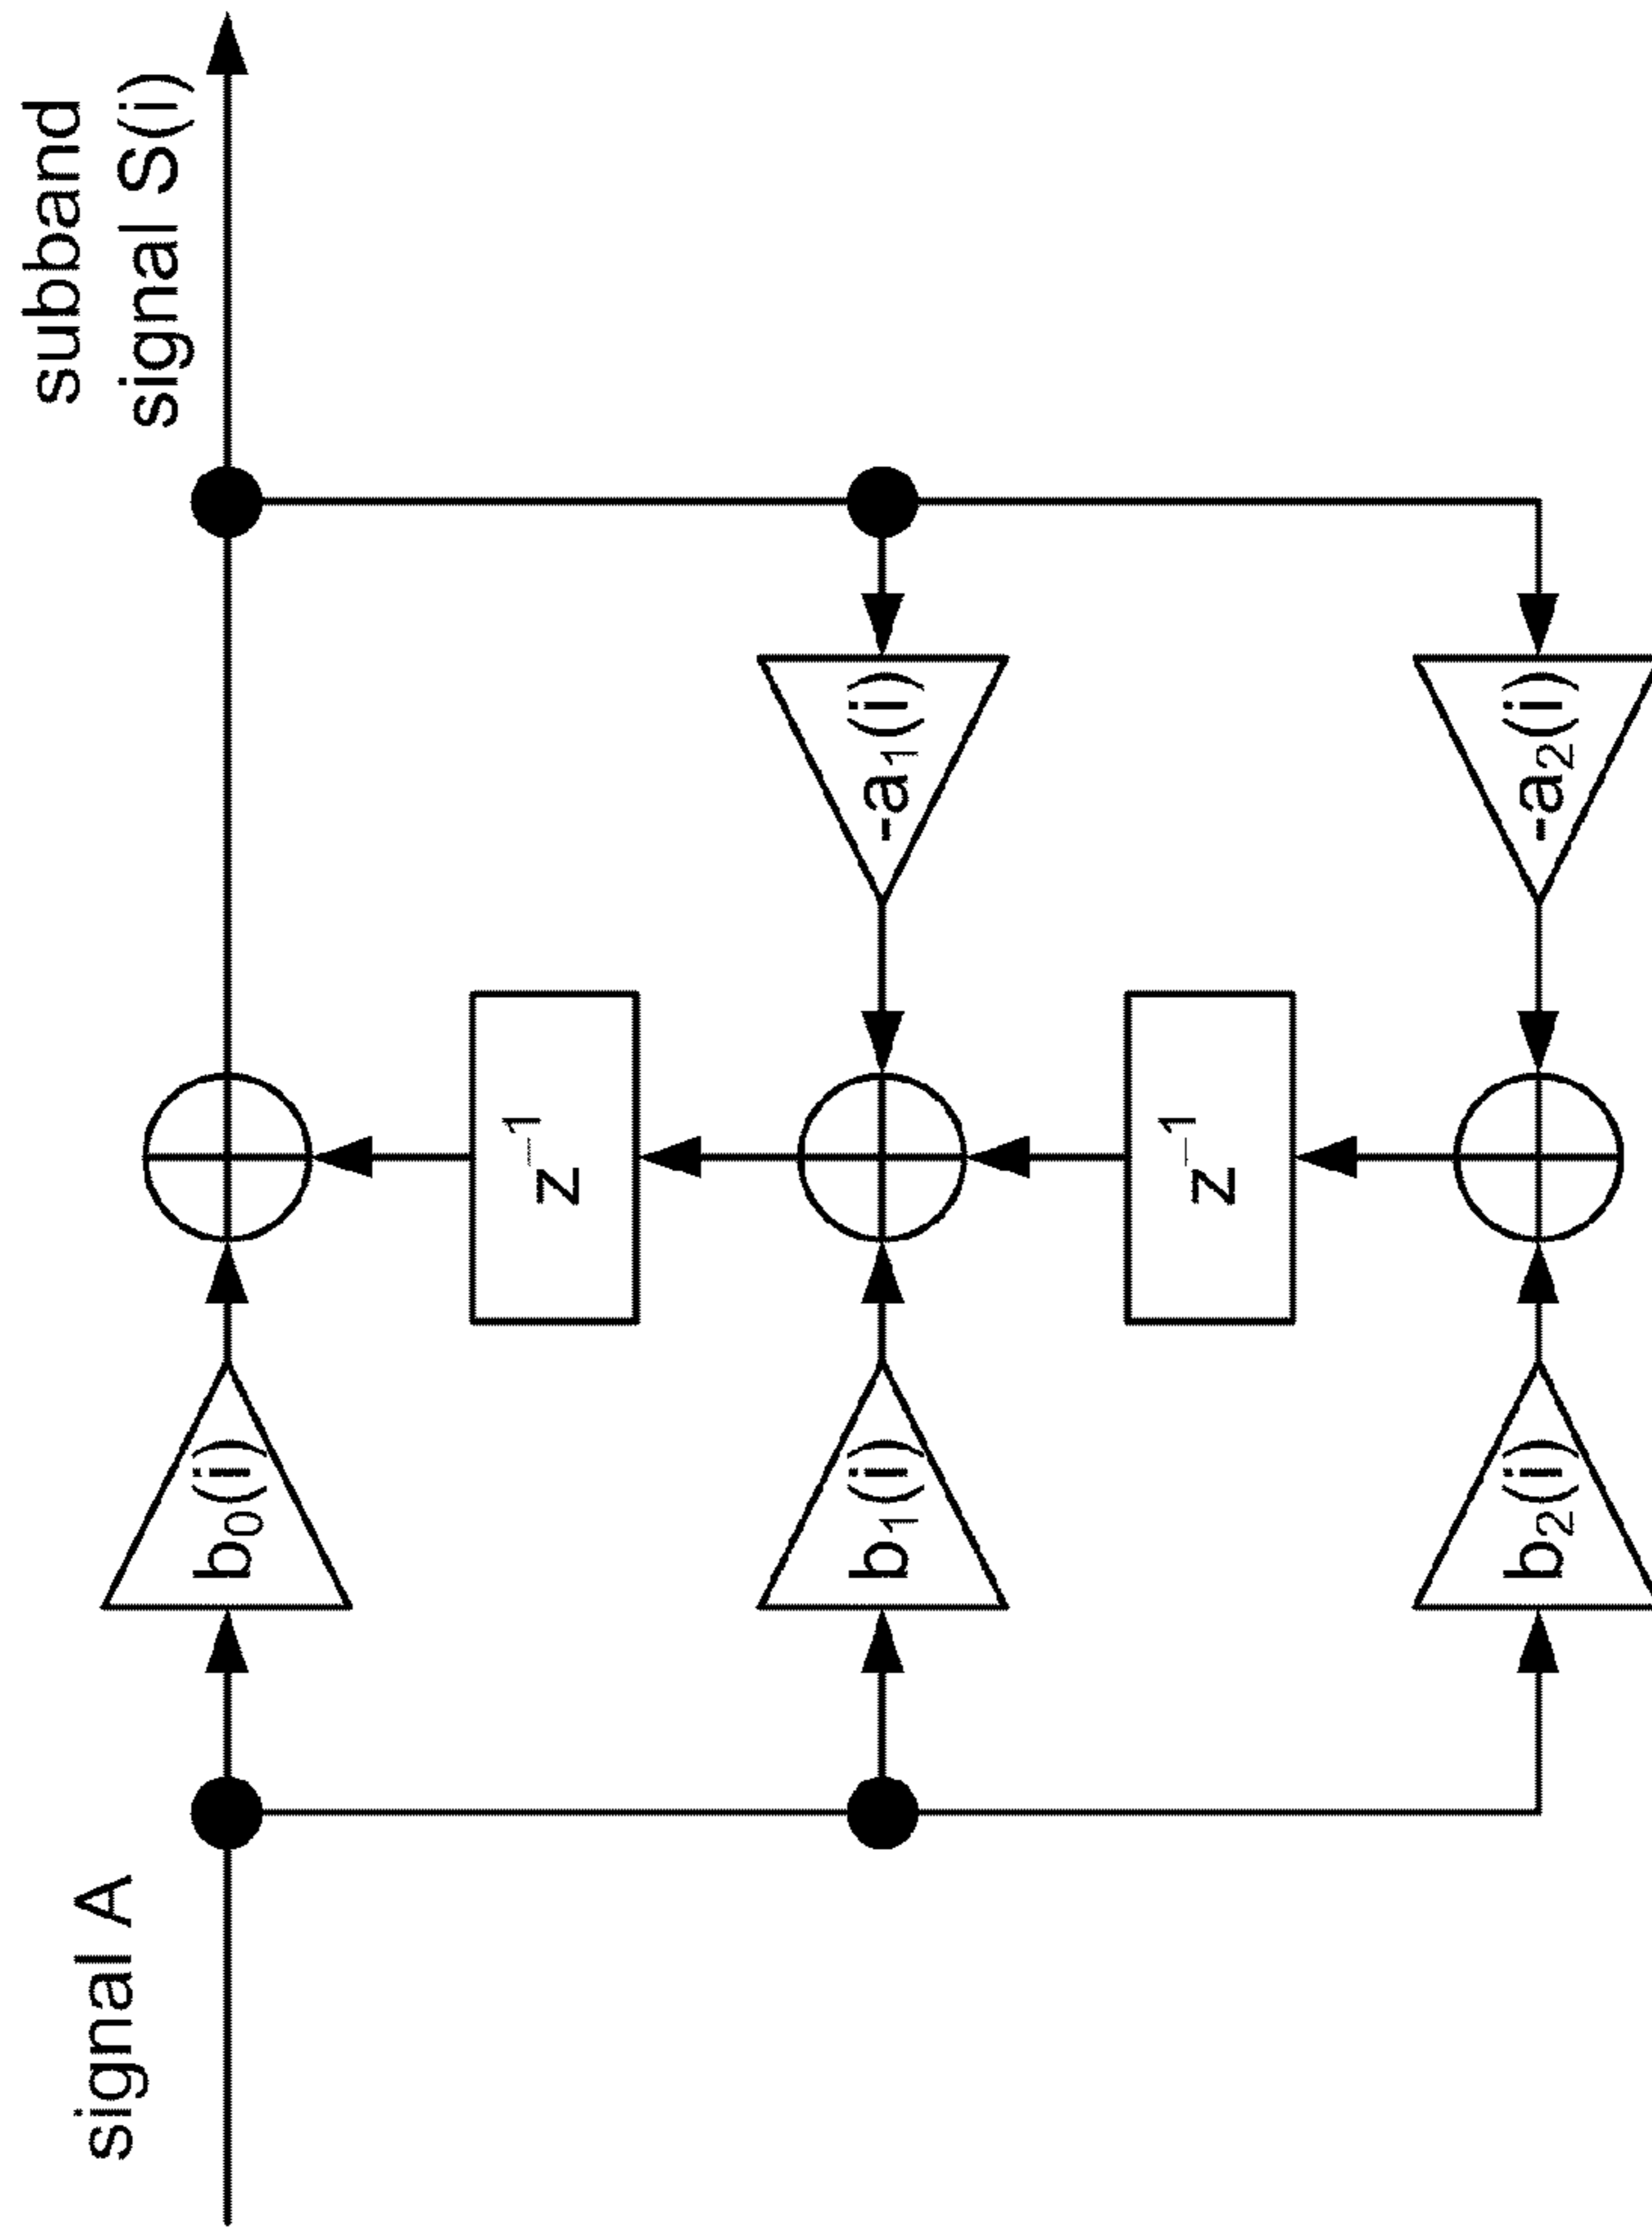 signal A
subband
signal S(i)
b₀(i)
z⁻¹
b₁(i)
-a₁(i)
z⁻¹
b₂(i)
-a₂(i)